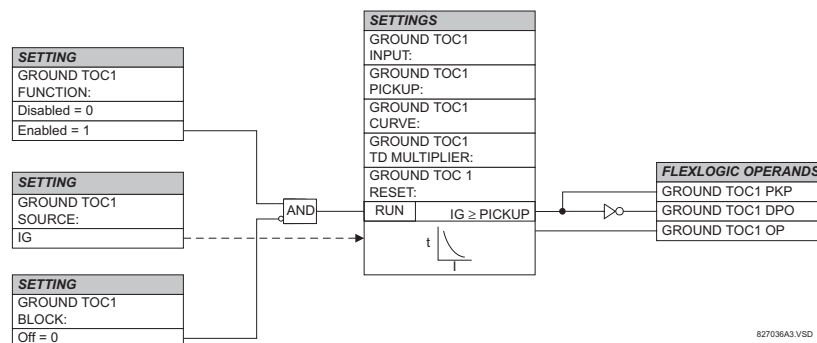 SETTING
GROUND TOC1
FUNCTION:
Disabled = 0
Enabled = 1
SETTING
GROUND TOC1
SOURCE:
IG
SETTING
GROUND TOC1
BLOCK:
Off = 0
AND
SETTINGS
GROUND TOC1
INPUT:
GROUND TOC1
PICKUP:
GROUND TOC1
CURVE:
GROUND TOC1
TD MULTIPLIER:
GROUND TOC 1
RESET:
RUN
IG ≥ PICKUP
t
I
FLEXLOGIC OPERANDS
GROUND TOC1 PKP
GROUND TOC1 DPO
GROUND TOC1 OP
827036A3.VSD